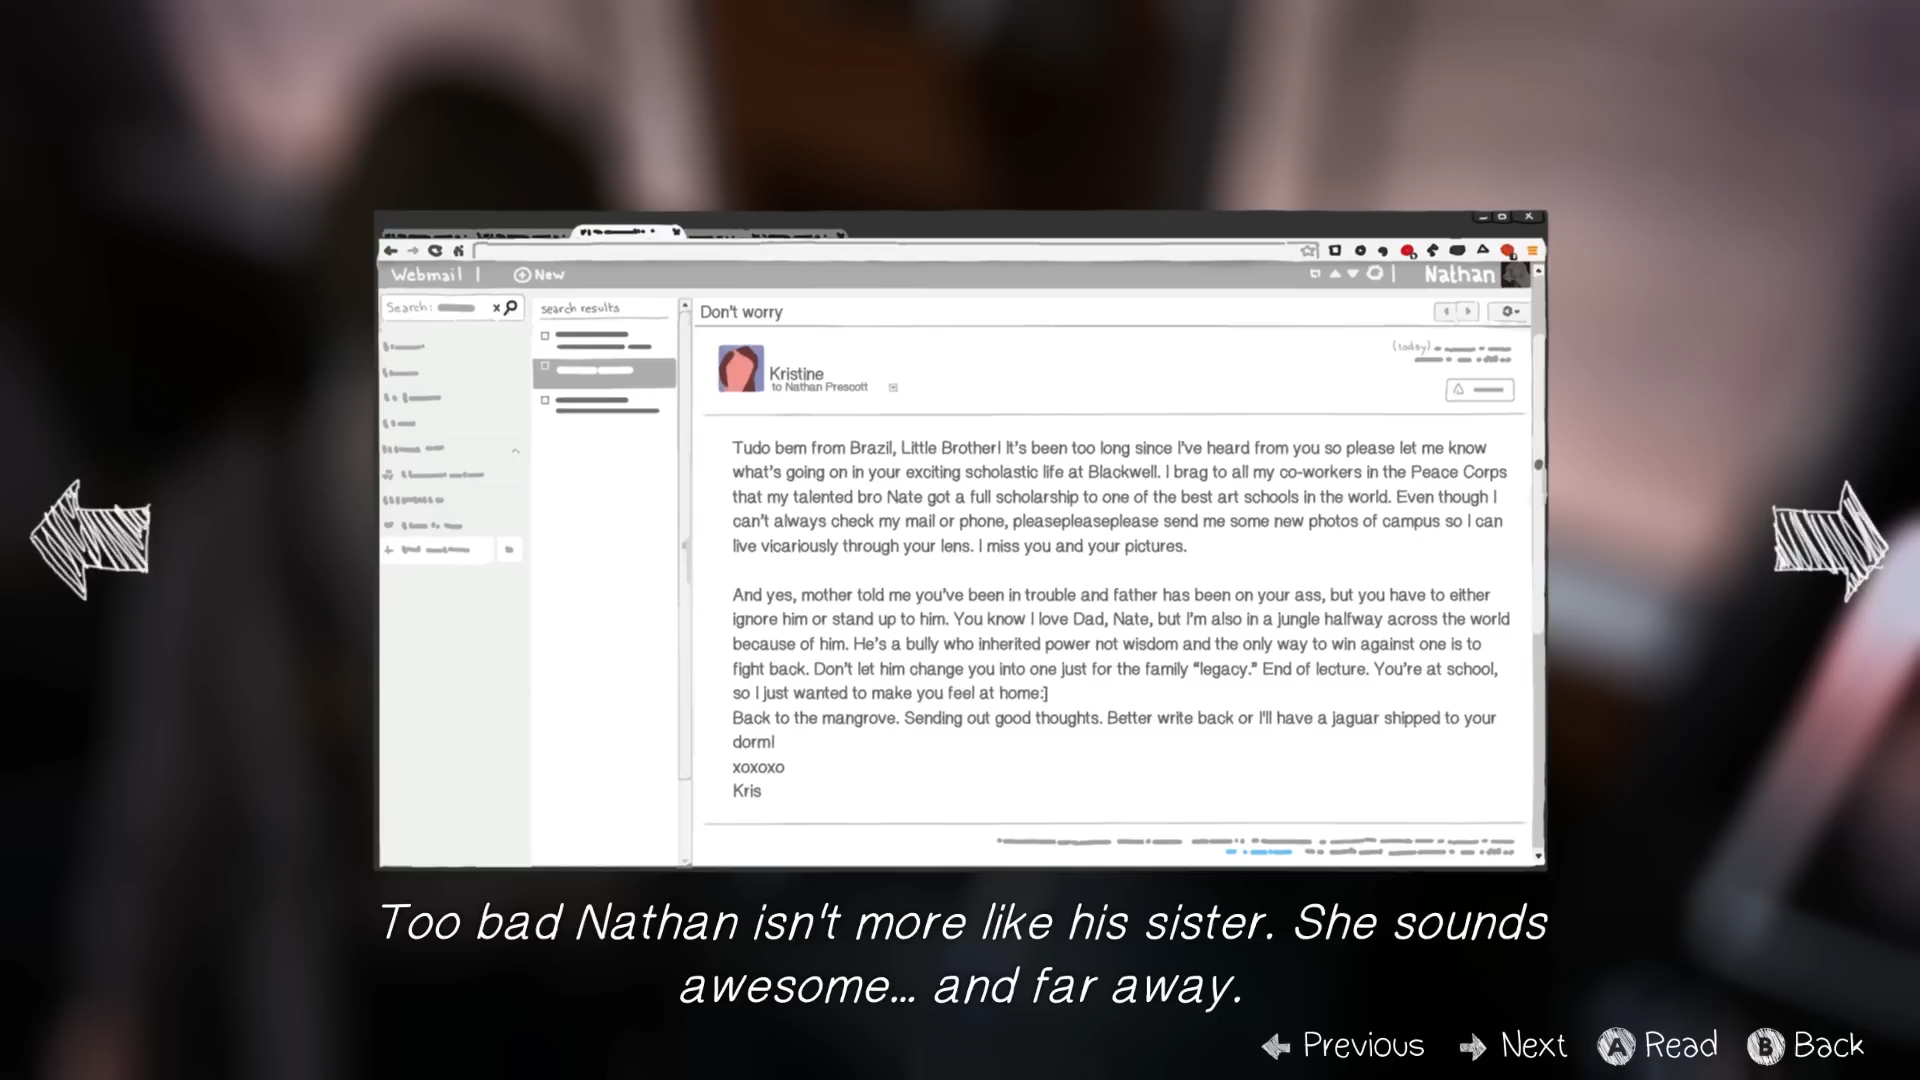 Webmail | New
Nathan
Search:
search results
Don't worry
(today)
Kristine
to Nathan Prescott
Tudo bem from Brazil, Little Brother! It's been too long since I've heard from you so please let me know
what's going on in your exciting scholastic life at Blackwell. I brag to all my co-workers in the Peace Corps
that my talented bro Nate got a full scholarship to one of the best art schools in the world. Even though I
can't always check my mail or phone, pleasepleaseplease send me some new photos of campus so I can
live vicariously through your lens. I miss you and your pictures.
And yes, mother told me you've been in trouble and father has been on your ass, but you have to either
ignore him or stand up to him. You know I love Dad, Nate, but I'm also in a jungle halfway across the world
because of him. He's a bully who inherited power not wisdom and the only way to win against one is to
fight back. Don't let him change you into one just for the family “legacy.” End of lecture. You're at school,
so I just wanted to make you feel at home:]
Back to the mangrove. Sending out good thoughts. Better write back or I'll have a jaguar shipped to your
dorm!
xoxoxo
Kris
Too bad Nathan isn't more like his sister. She sounds
awesome... and far away.
Previous Next A Read B Back